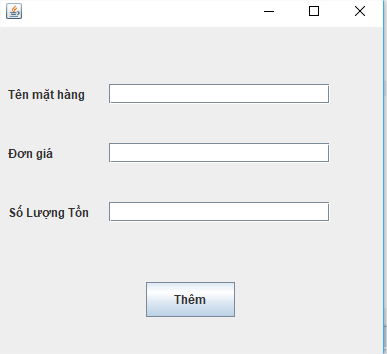 Tên mặt hàng
Đơn giá
Số Lượng Tồn
Thêm